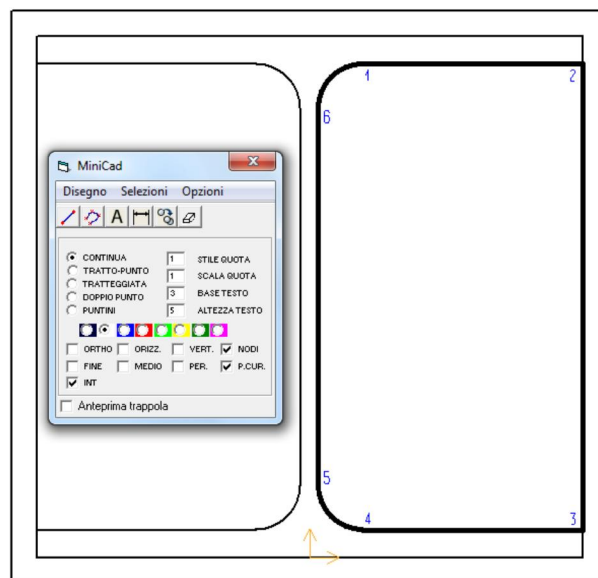 1 2
6
MiniCad
Disegno Selezioni Opzioni
A
CONTINUA 1 STILE QUOTA
TRATTO-PUNTO 1 SCALA QUOTA
TRATTEGGIATA
DOPPIO PUNTO 3 BASE TESTO
PUNTINI 5 ALTEZZA TESTO
ORTHO ORIZZ. VERT. NODI
FINE MEDIO PER. P.CUR.
INT
Anteprima trappola
5
4 3